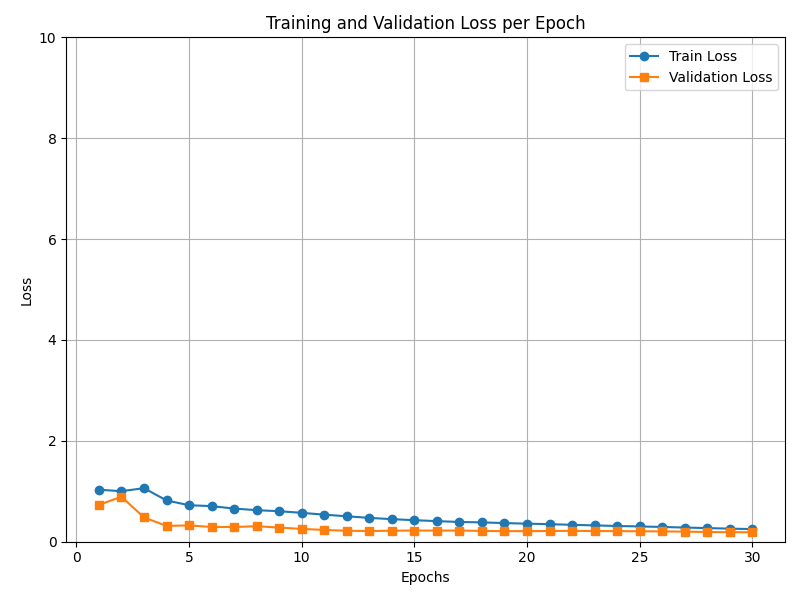 Training and Validation Loss per Epoch
Train Loss
Validation Loss
10
8
6
4
2
0
Loss
0 5 10 15 20 25 30
Epochs